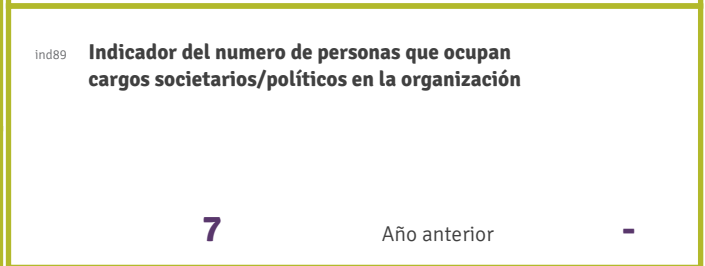 ind89 Indicador del numero de personas que ocupan
cargos societarios/políticos en la organización
7 Año anterior -